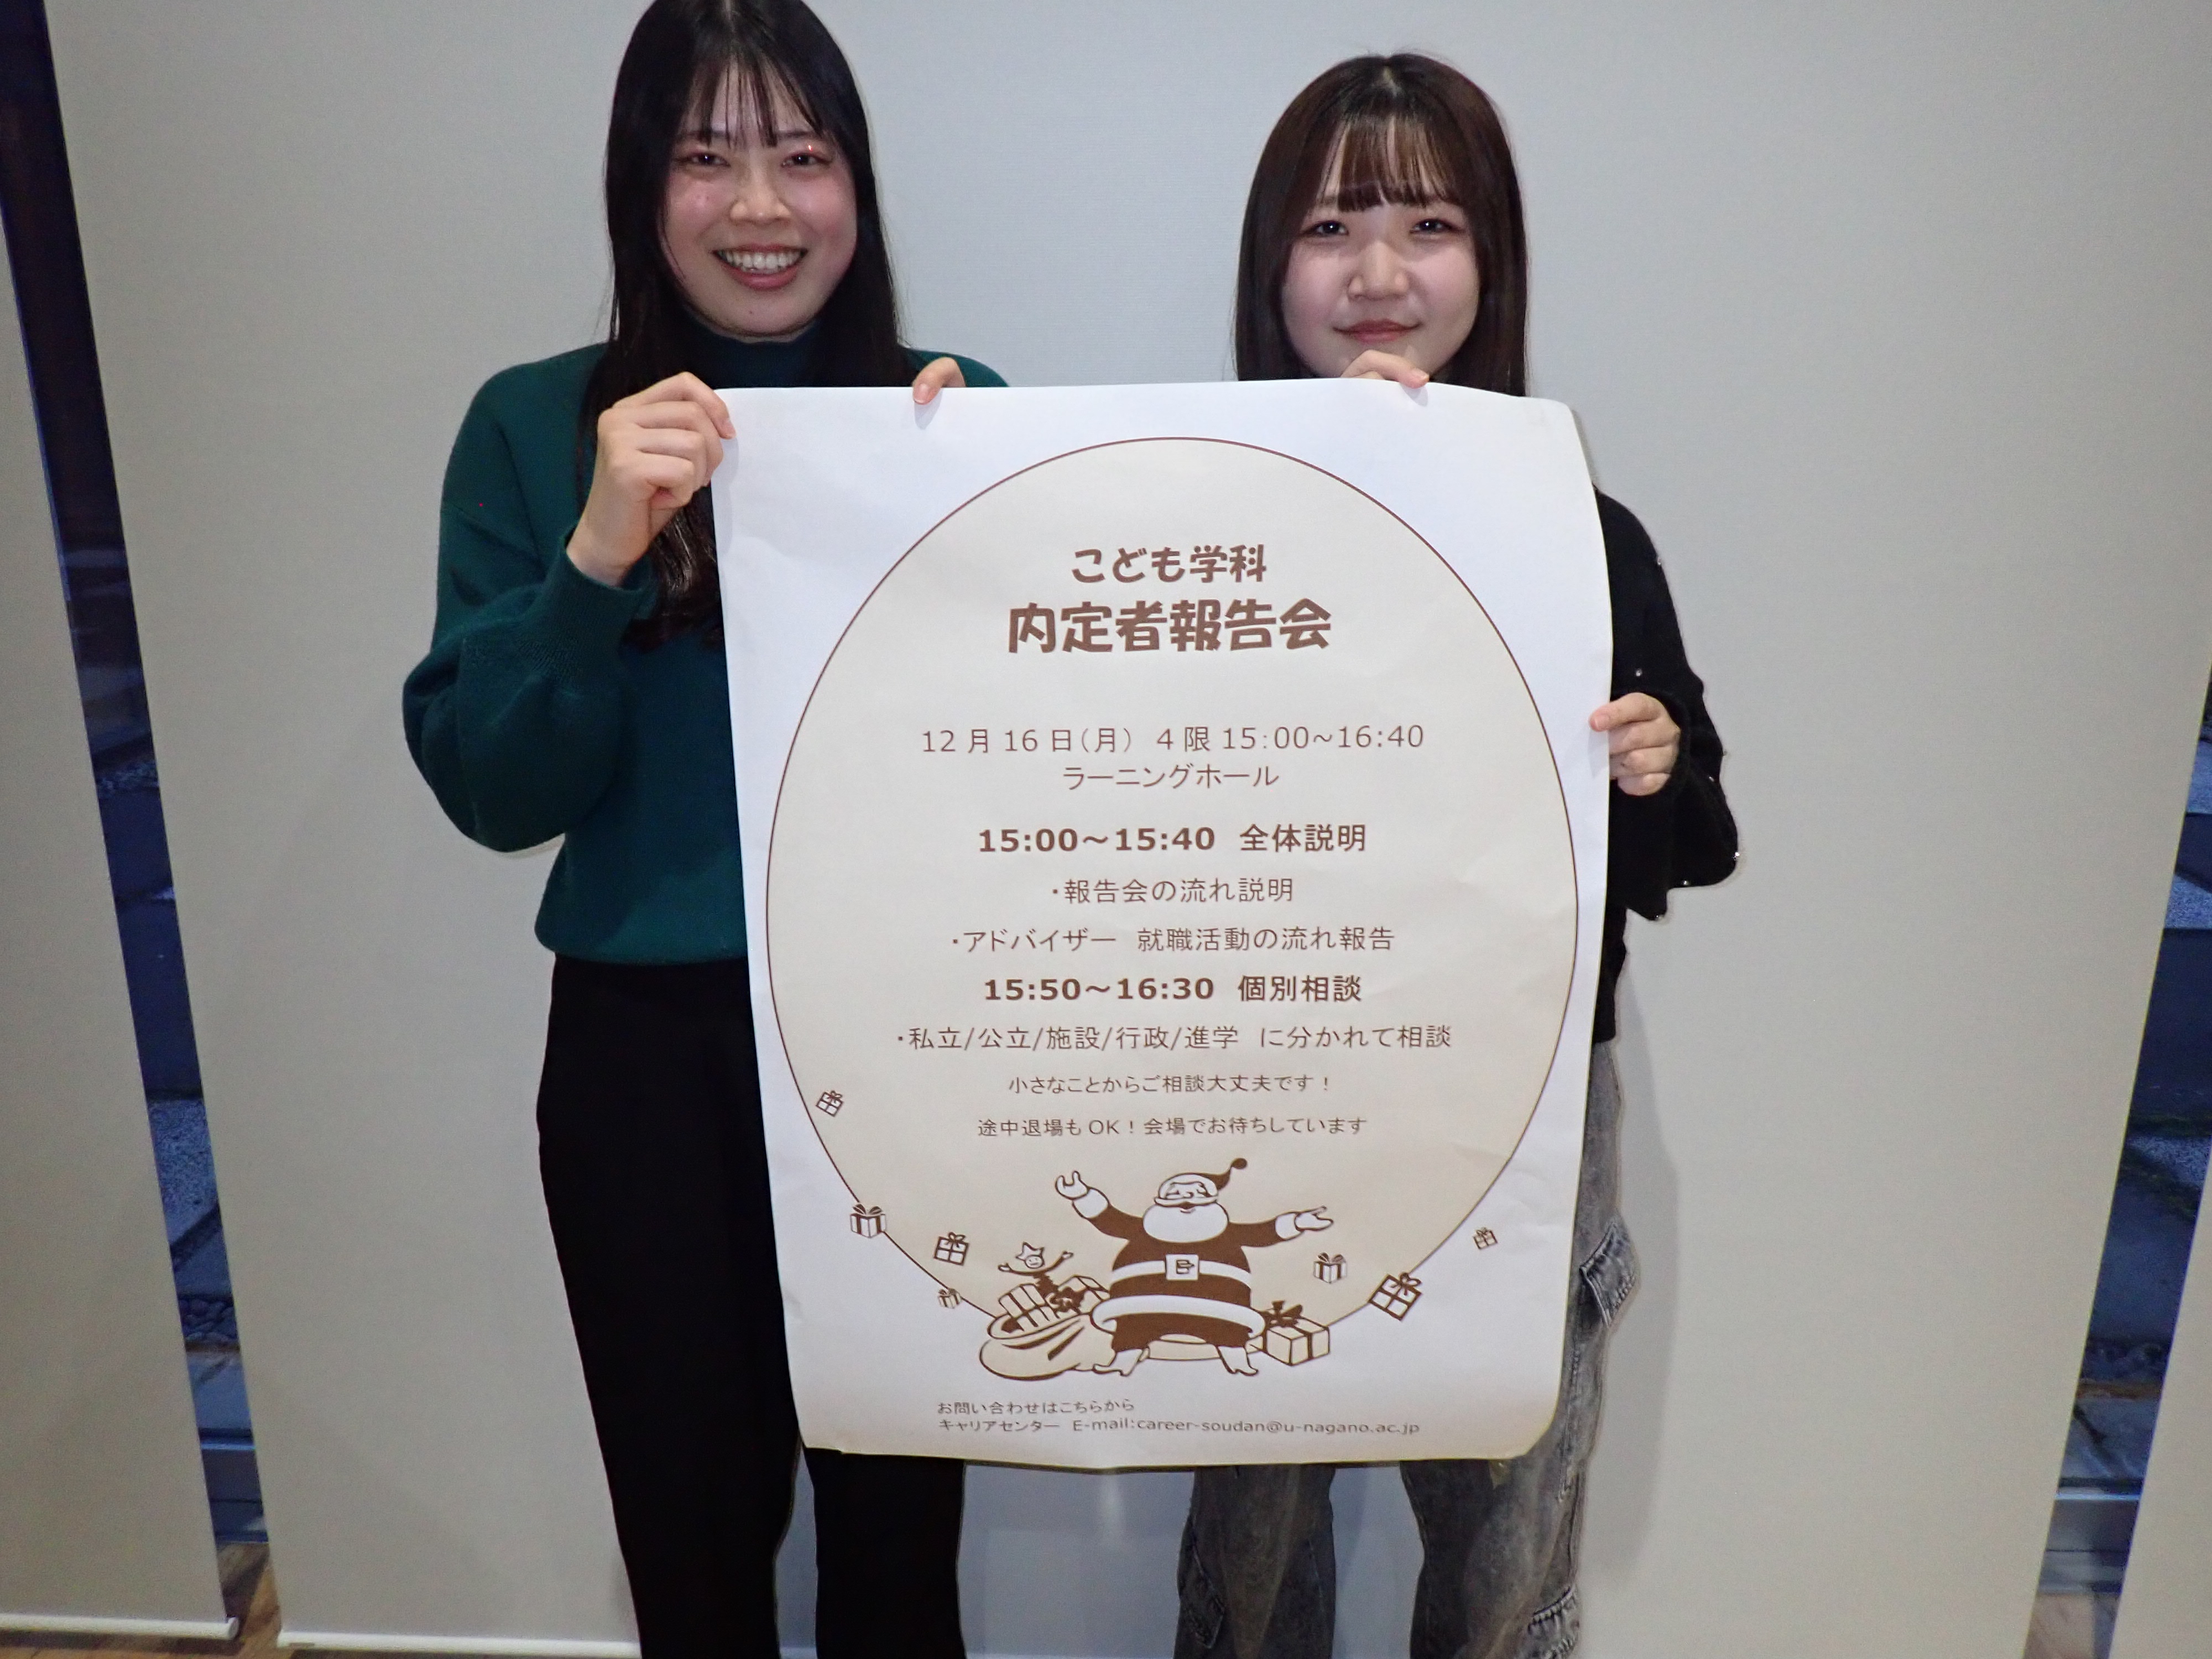 こども学科
内定者報告会
12月16日(月) 4限15:00~16:40
ラーニングホール
15:00～15:40 全体説明
・報告会の流れ説明
・アドバイザー 就職活動の流れ報告
15:50～16:30 個別相談
・私立/公立/施設/行政/進学 に分かれて相談
小さなことからご相談大丈夫です！
途中退場もOK！会場でお待ちしています
お問い合わせはこちらから
キャリアセンター E-mail:career-soudan@u-nagano.ac.jp